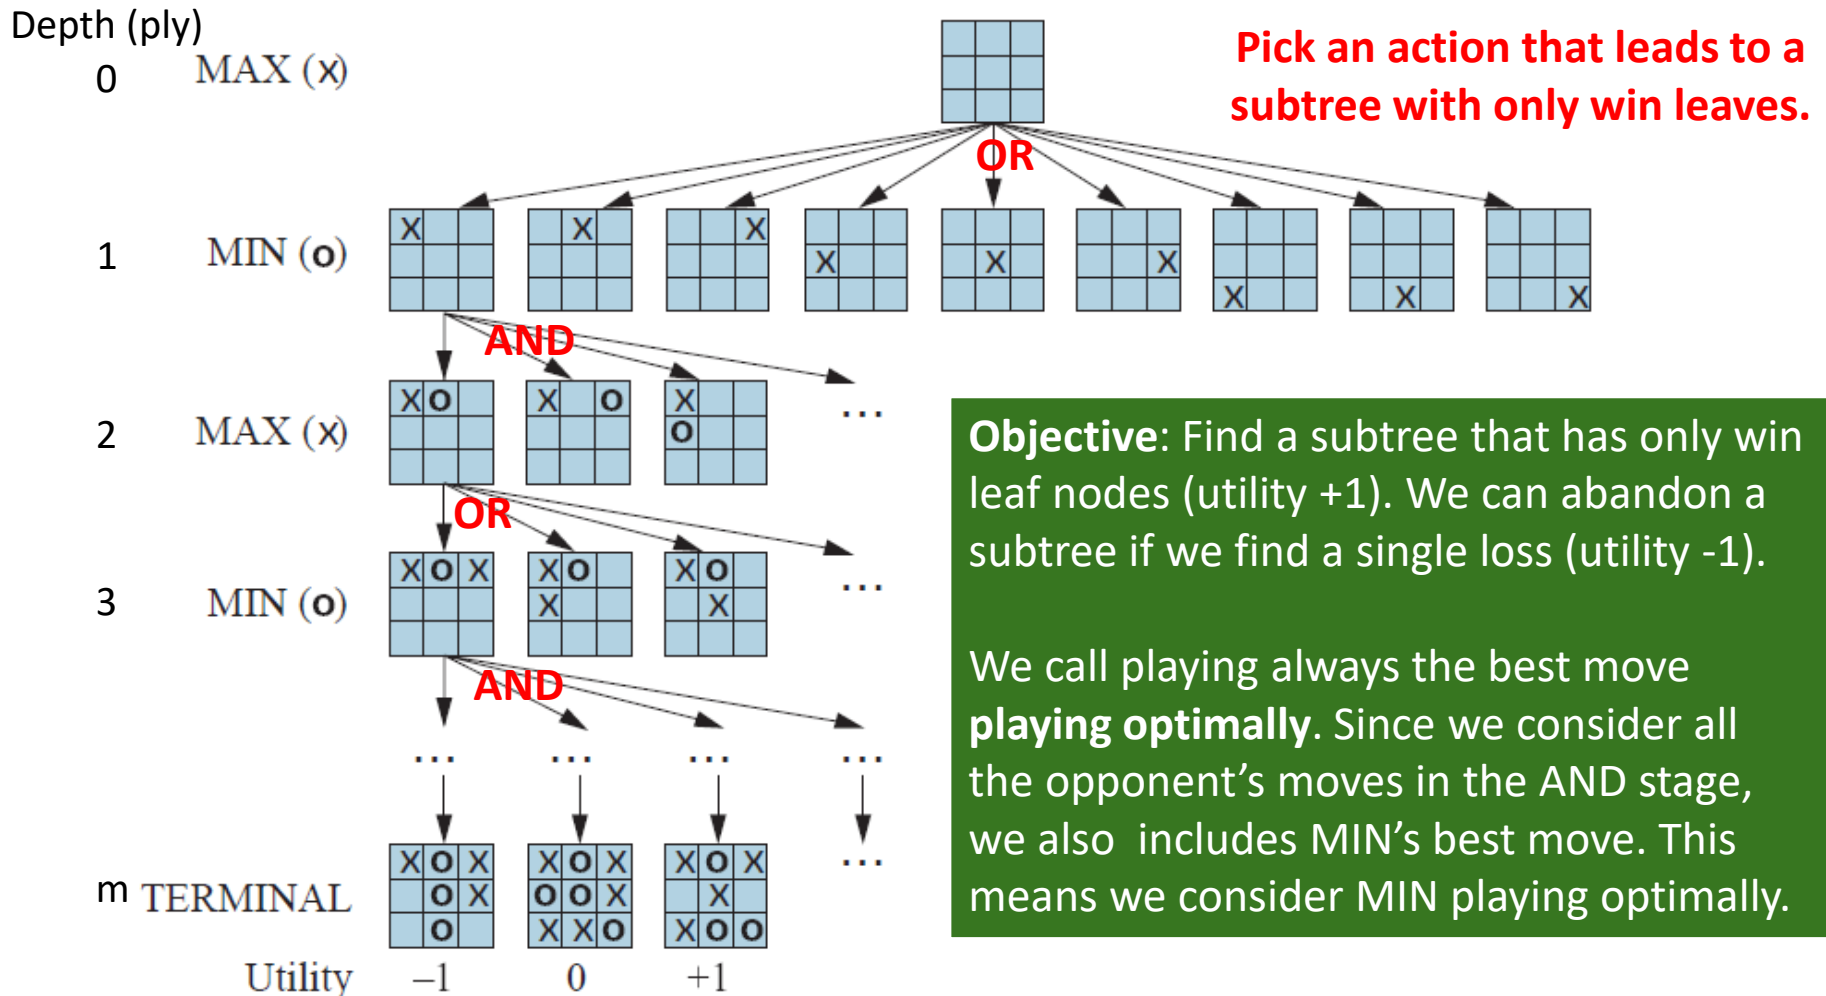 Depth (ply)
0 MAX (x)
Pick an action that leads to a
subtree with only win leaves.
OR
1 MIN (o)
X
X
X
X
X
X
X
X
X
AND
2 MAX (x)
X O
X O
X
O
...
OR
3 MIN (o)
X O X
X O
X
X O
X
...
AND
... ... ... ...
m TERMINAL
X O X
O X
O
X O X
O O X
X X O
X O X
X
X O O
...
Utility –1 0 +1
Objective: Find a subtree that has only win
leaf nodes (utility +1). We can abandon a
subtree if we find a single loss (utility -1).
We call playing always the best move
playing optimally. Since we consider all
the opponent’s moves in the AND stage,
we also includes MIN’s best move. This
means we consider MIN playing optimally.